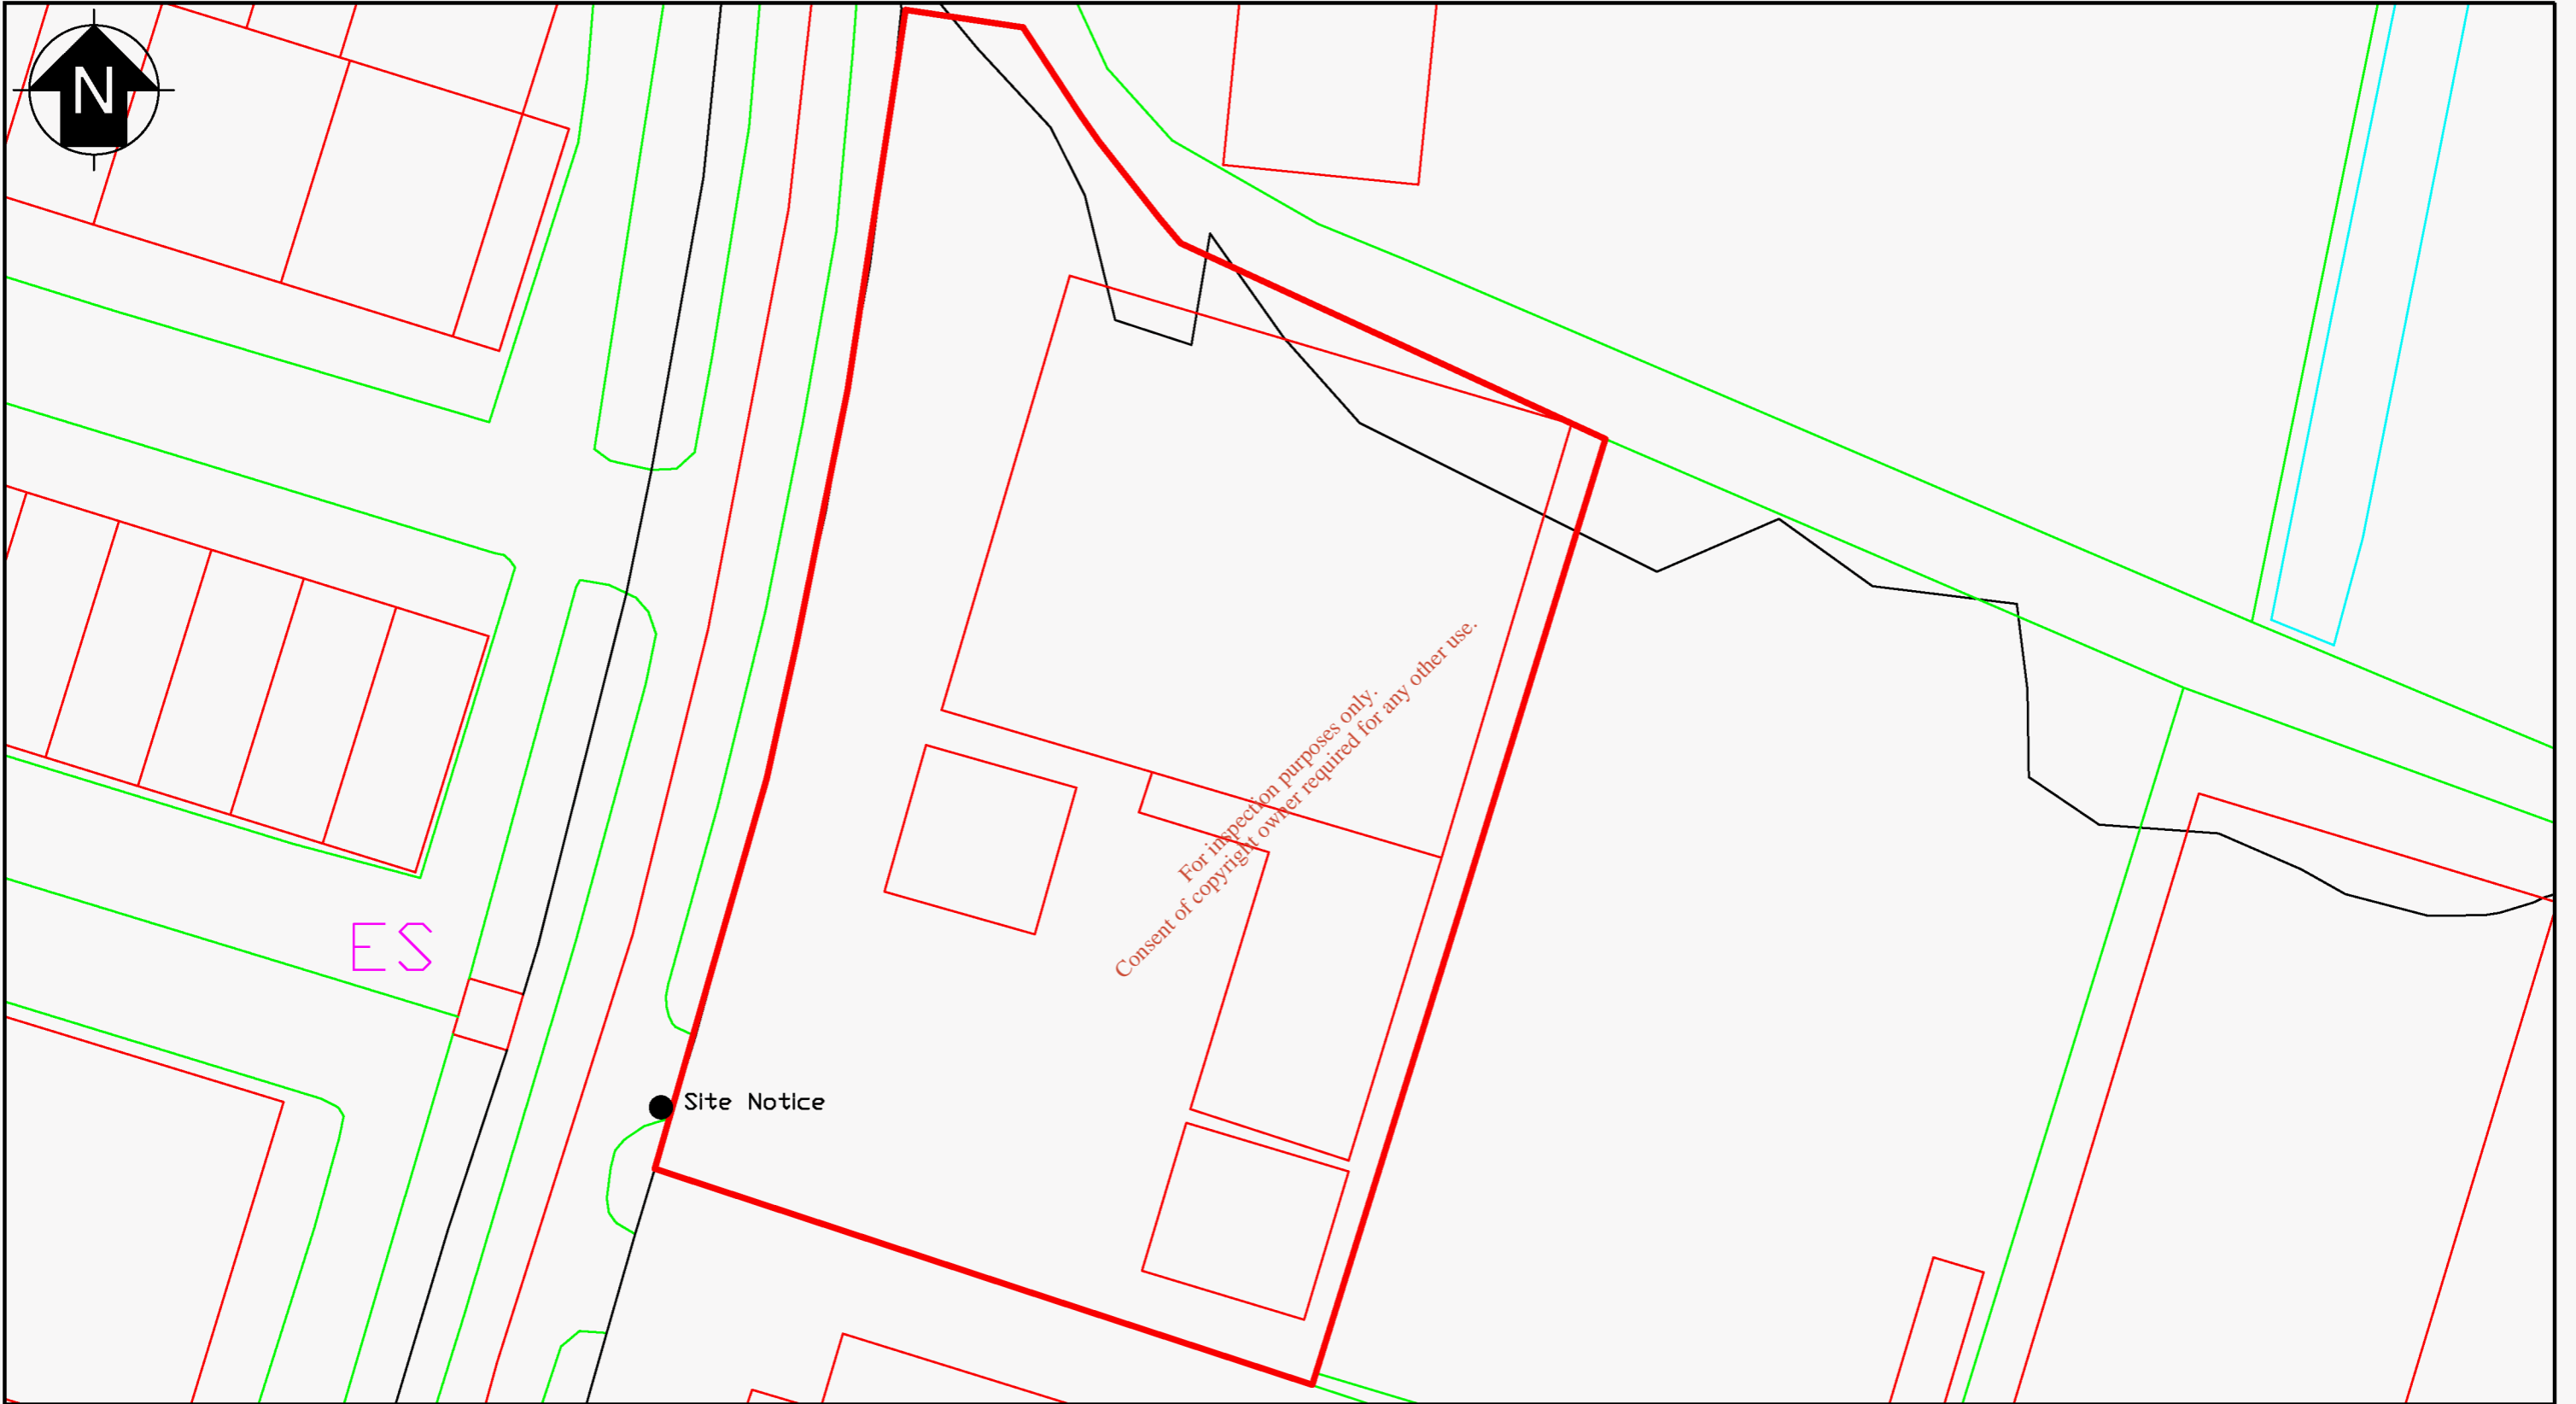 N
For inspection purposes only.
Consent of copyright owner required for any other use.
ES
Site Notice